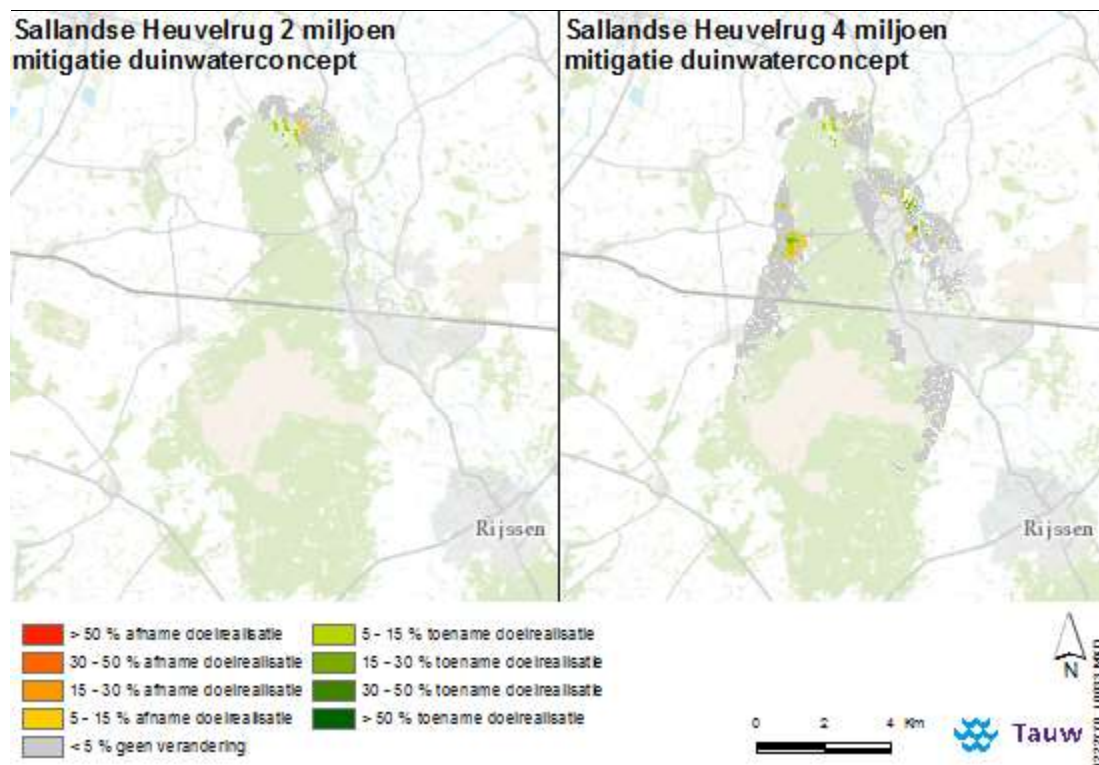 Sallandse Heuvelrug 2 miljoen
mitigatie duinwaterconcept
Sallandse Heuvelrug 4 miljoen
mitigatie duinwaterconcept
Rijssen
Rijssen
> 50 % afname doelrealisatie
30 - 50 % afname doelrealisatie
15 - 30 % afname doelrealisatie
5 - 15 % afname doelrealisatie
< 5 % geen verandering
5 - 15 % toename doelrealisatie
15 - 30 % toename doelrealisatie
30 - 50 % toename doelrealisatie
> 50 % toename doelrealisatie
N
0 2 4 Km
Tauw